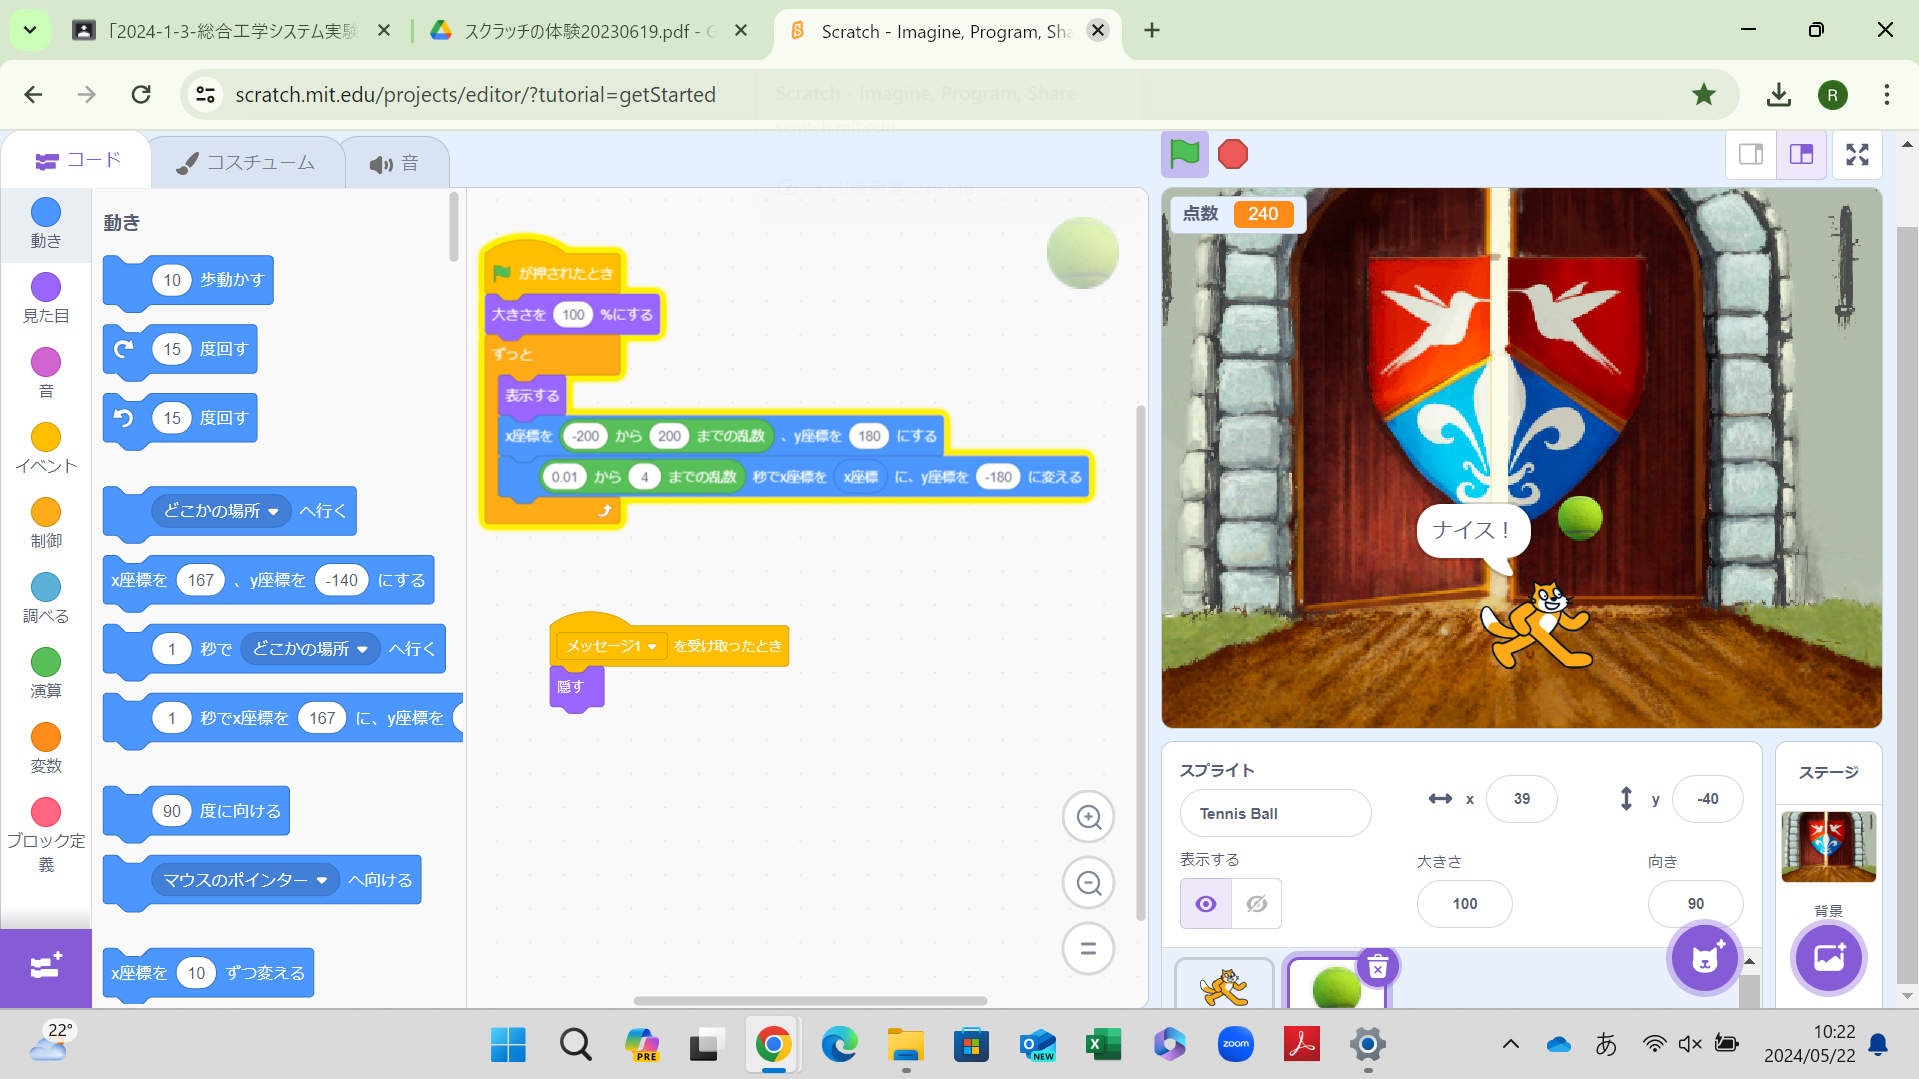 「2024-1-3-総合工学システム実験
スクラッチの体験20230619.pdf - G
Scratch - Imagine, Program, Sha
scratch.mit.edu/projects/editor/?tutorial=getStarted
Scratch - Imagine, Program, Share
scratch.mit.edu
R
コード
コスチューム
音
動き
見た目
音
イベント
制御
調べる
演算
変数
ブロック定
義
動き
10 歩動かす
15 度回す
15 度回す
どこかの場所 へ行く
x座標を 167 、y座標を -140 にする
1 秒で どこかの場所 へ行く
1 秒でx座標を 167 に、y座標を
90 度に向ける
マウスのポインター へ向ける
x座標を 10 ずつ変える
が押されたとき
大きさを 100 %にする
ずっと
表示する
x座標を -200 から 200 までの乱数 、y座標を 180 にする
0.01 から 4 までの乱数 秒でx座標を x座標 に、y座標を -180 に変える
メッセージ1 を受け取ったとき
隠す
点数 240
ナイス！
スプライト
Tennis Ball
x 39
y -40
表示する
大きさ 100
向き 90
ステージ
背景
22°
PRE
NEW
zoom
あ
10:22
2024/05/22